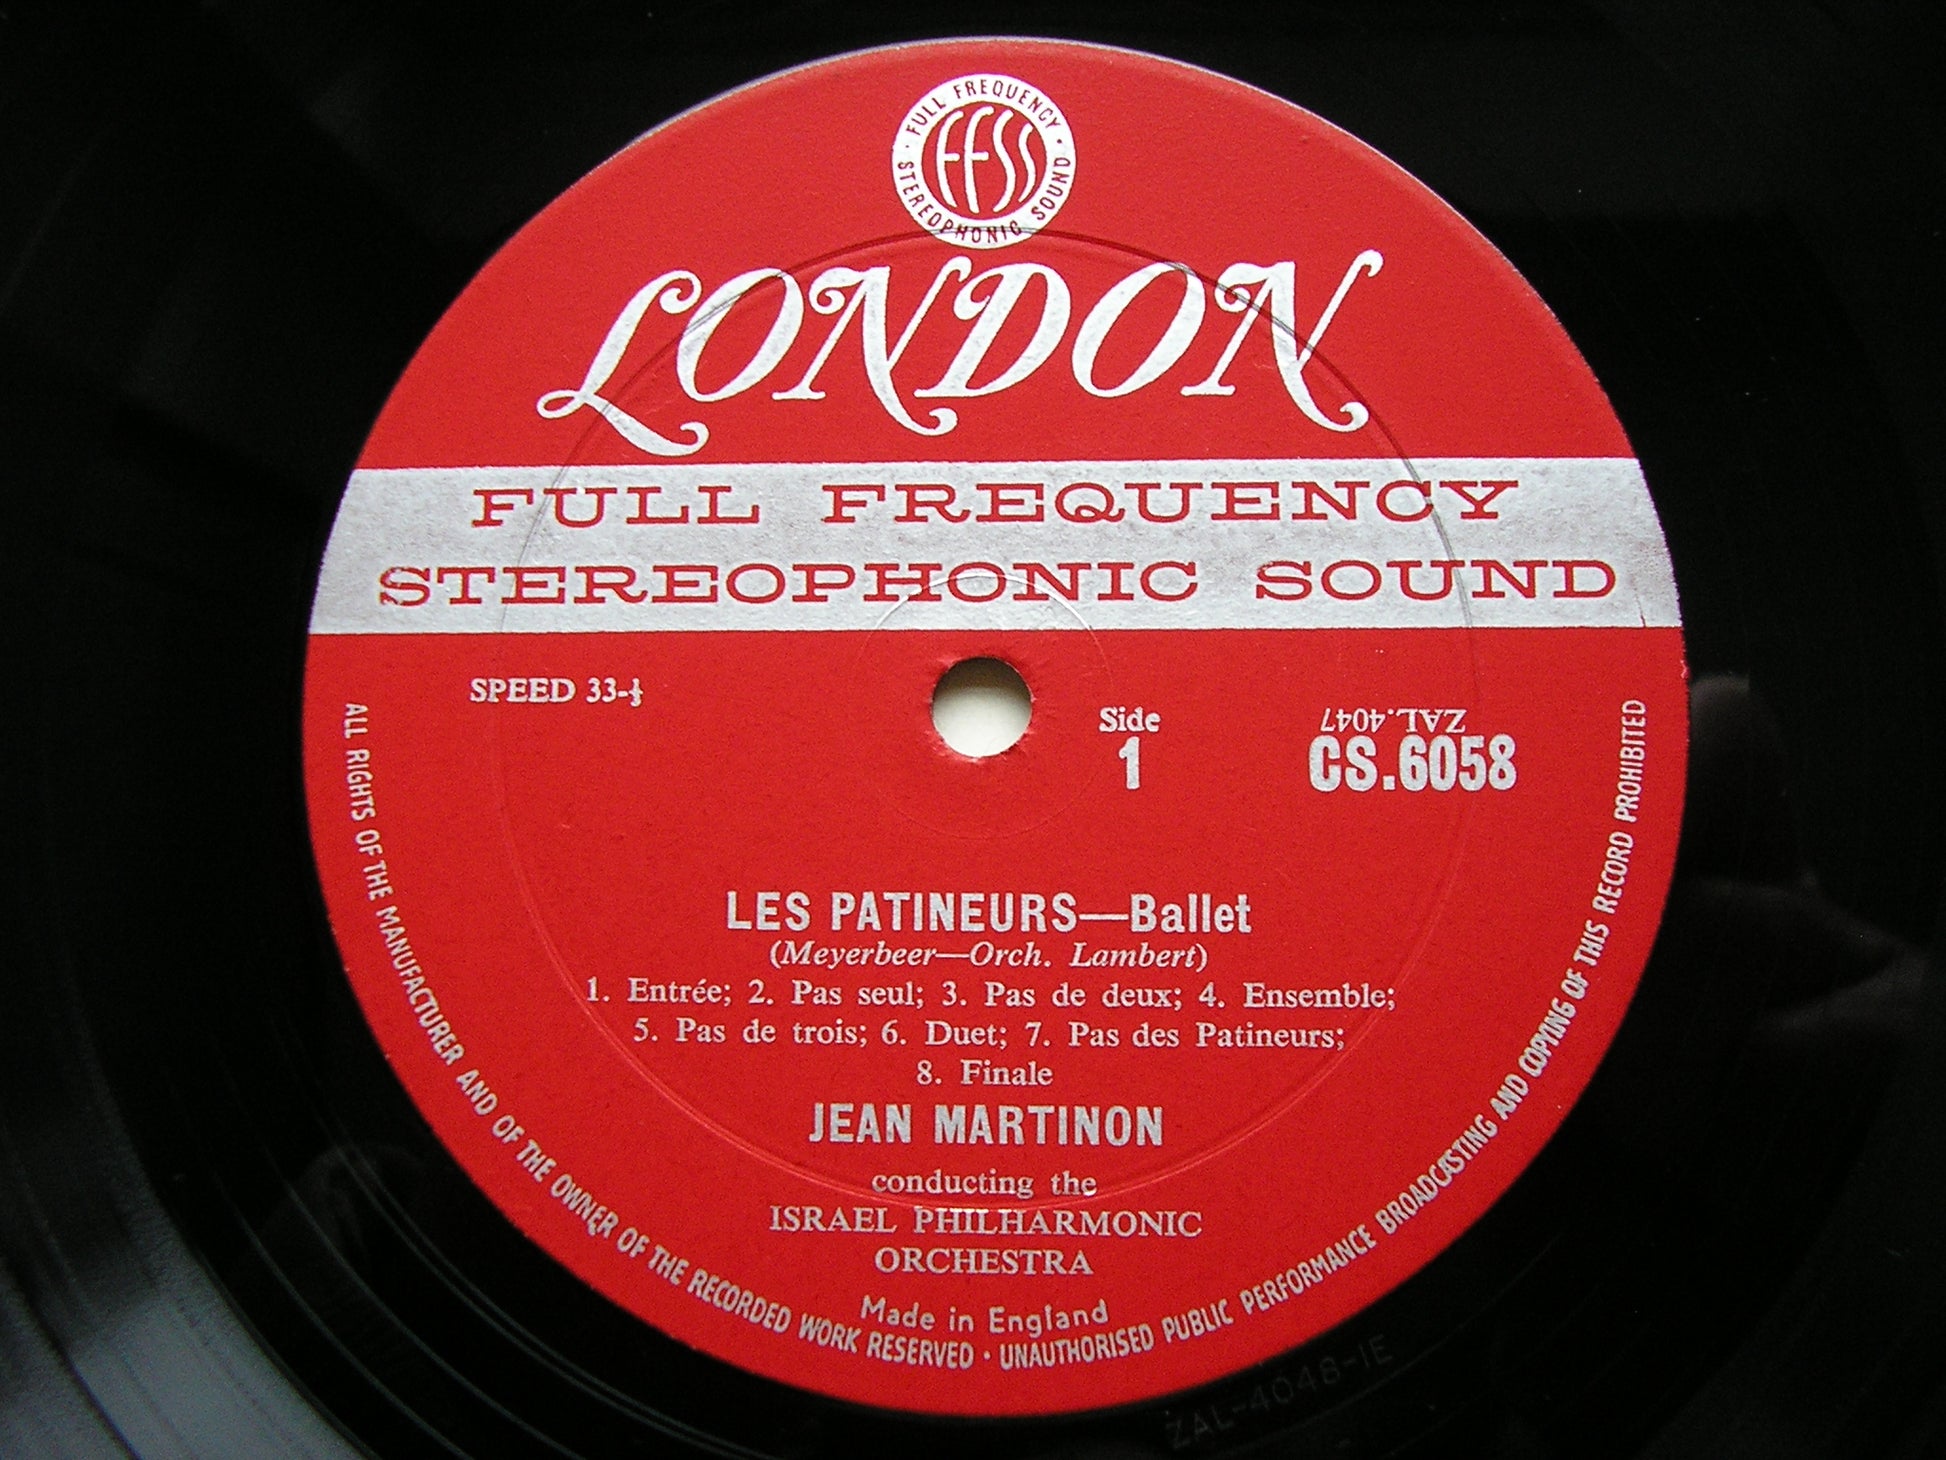 FULL FREQUENCY
STEREOPHONIC SOUND
FFSS
LONDON
FULL FREQUENCY
STEREOPHONIC SOUND
SPEED 33-⅓
Side
1
ZAL.4047
CS.6058
LES PATINEURS—Ballet
(Meyerbeer—Orch. Lambert)
1. Entrée; 2. Pas seul; 3. Pas de deux; 4. Ensemble;
5. Pas de trois; 6. Duet; 7. Pas des Patineurs;
8. Finale
JEAN MARTINON
conducting the
ISRAEL PHILHARMONIC
ORCHESTRA
Made in England
ALL RIGHTS OF THE MANUFACTURER AND OF THE OWNER OF THE RECORDED WORK RESERVED · UNAUTHORISED PUBLIC PERFORMANCE BROADCASTING AND COPYING OF THIS RECORD PROHIBITED
ZAL-4048-1E